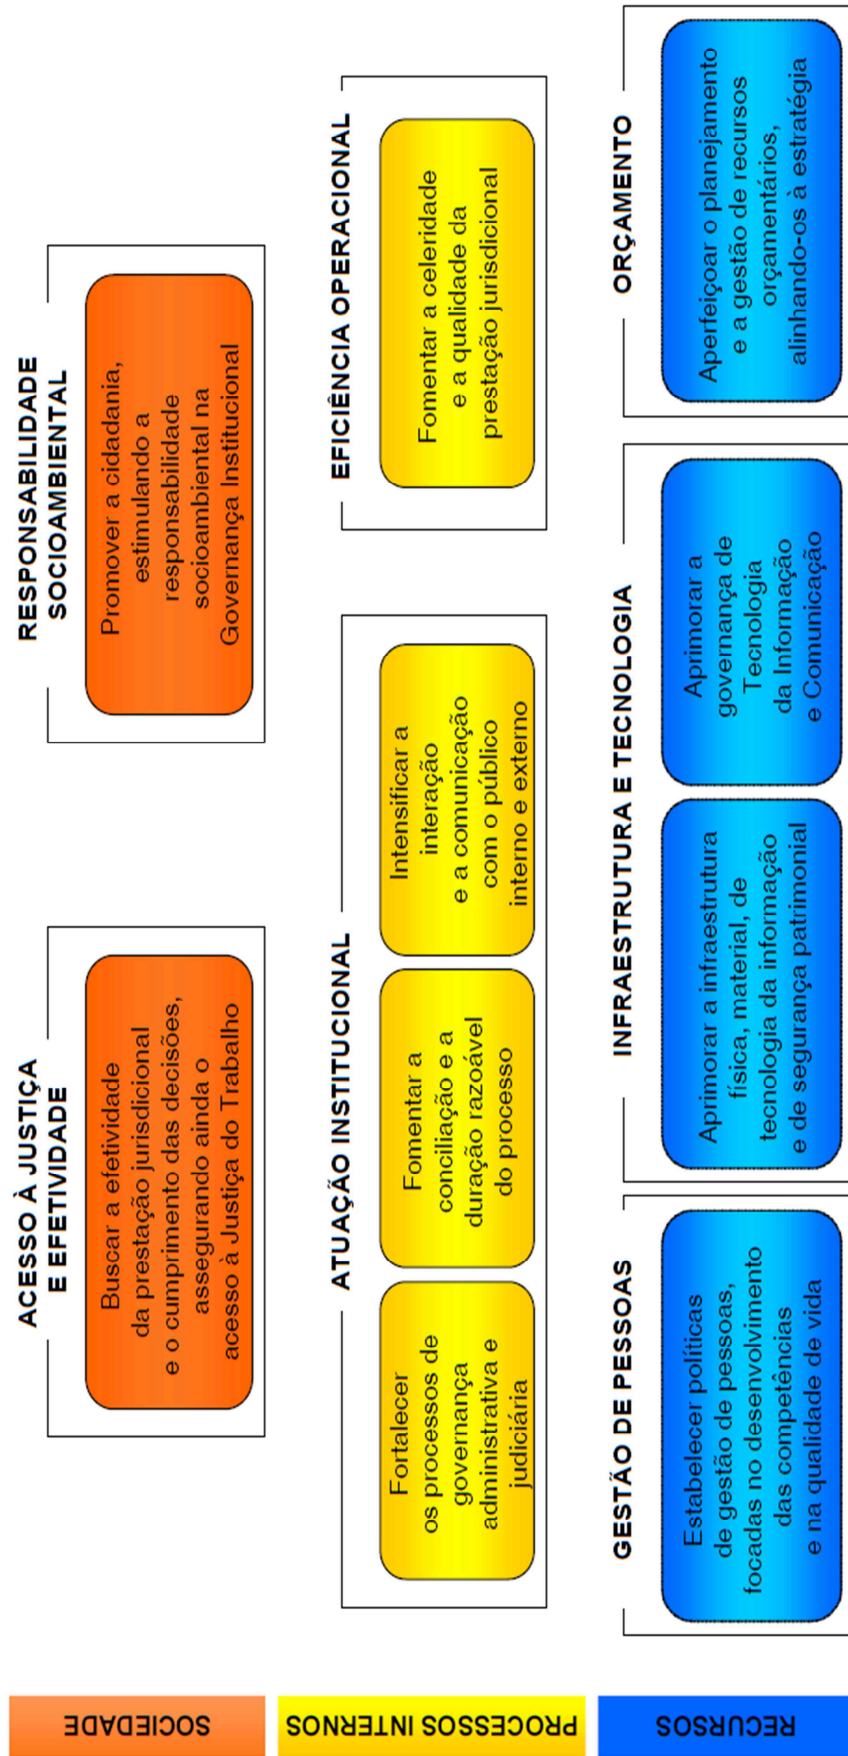 SOCIEDADE
ACESSO À JUSTIÇA
E EFETIVIDADE
Buscar a efetividade
da prestação jurisdicional
e o cumprimento das decisões,
assegurando ainda o
acesso à Justiça do Trabalho
RESPONSABILIDADE
SOCIOAMBIENTAL
Promover a cidadania,
estimulando a
responsabilidade
socioambiental na
Governança Institucional
PROCESSOS INTERNOS
ATUAÇÃO INSTITUCIONAL
Fortalecer
os processos de
governança
administrativa e
judiciária
Fomentar a
conciliação e a
duração razoável
do processo
Intensificar a
interação
e a comunicação
com o público
interno e externo
EFICIÊNCIA OPERACIONAL
Fomentar a celeridade
e a qualidade da
prestação jurisdicional
RECURSOS
GESTÃO DE PESSOAS
Estabelecer políticas
de gestão de pessoas,
focadas no desenvolvimento
das competências
e na qualidade de vida
INFRAESTRUTURA E TECNOLOGIA
Aprimorar a infraestrutura
física, material, de
tecnologia da informação
e de segurança patrimonial
Aprimorar a
governança de
Tecnologia
da Informação
e Comunicação
ORÇAMENTO
Aperfeiçoar o planejamento
e a gestão de recursos
orçamentários,
alinhando-os à estratégia